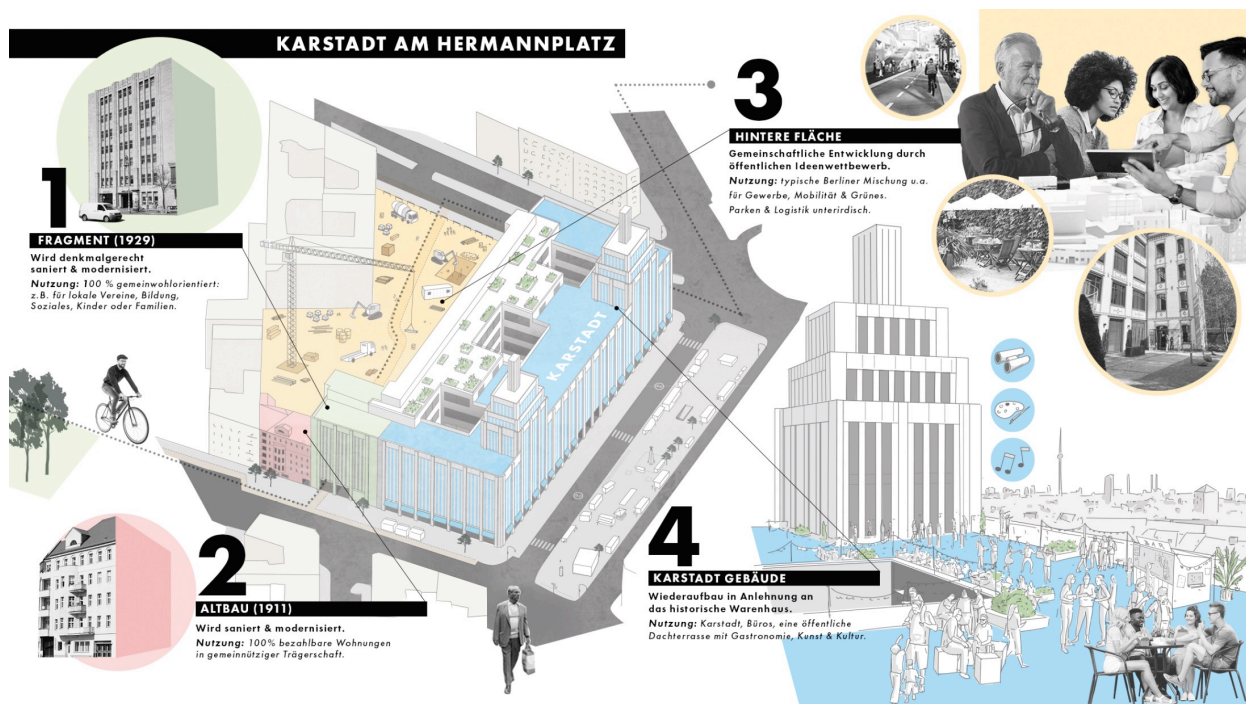 KARSTADT AM HERMANNPLATZ
1
FRAGMENT (1929)
Wird denkmalgerecht
saniert & modernisiert.
Nutzung: 100 % gemeinwohlorientiert:
z.B. für lokale Vereine, Bildung,
Soziales, Kinder oder Familien.
2
ALTBAU (1911)
Wird saniert & modernisiert.
Nutzung: 100% bezahlbare Wohnungen
in gemeinnütziger Trägerschaft.
3
HINTERE FLÄCHE
Gemeinschaftliche Entwicklung durch
öffentlichen Ideenwettbewerb.
Nutzung: typische Berliner Mischung u.a.
für Gewerbe, Mobilität & Grünes.
Parken & Logistik unterirdisch.
KARSTADT
4
KARSTADT GEBÄUDE
Wiederaufbau in Anlehnung an
das historische Warenhaus.
Nutzung: Karstadt, Büros, eine öffentliche
Dachterrasse mit Gastronomie, Kunst & Kultur.